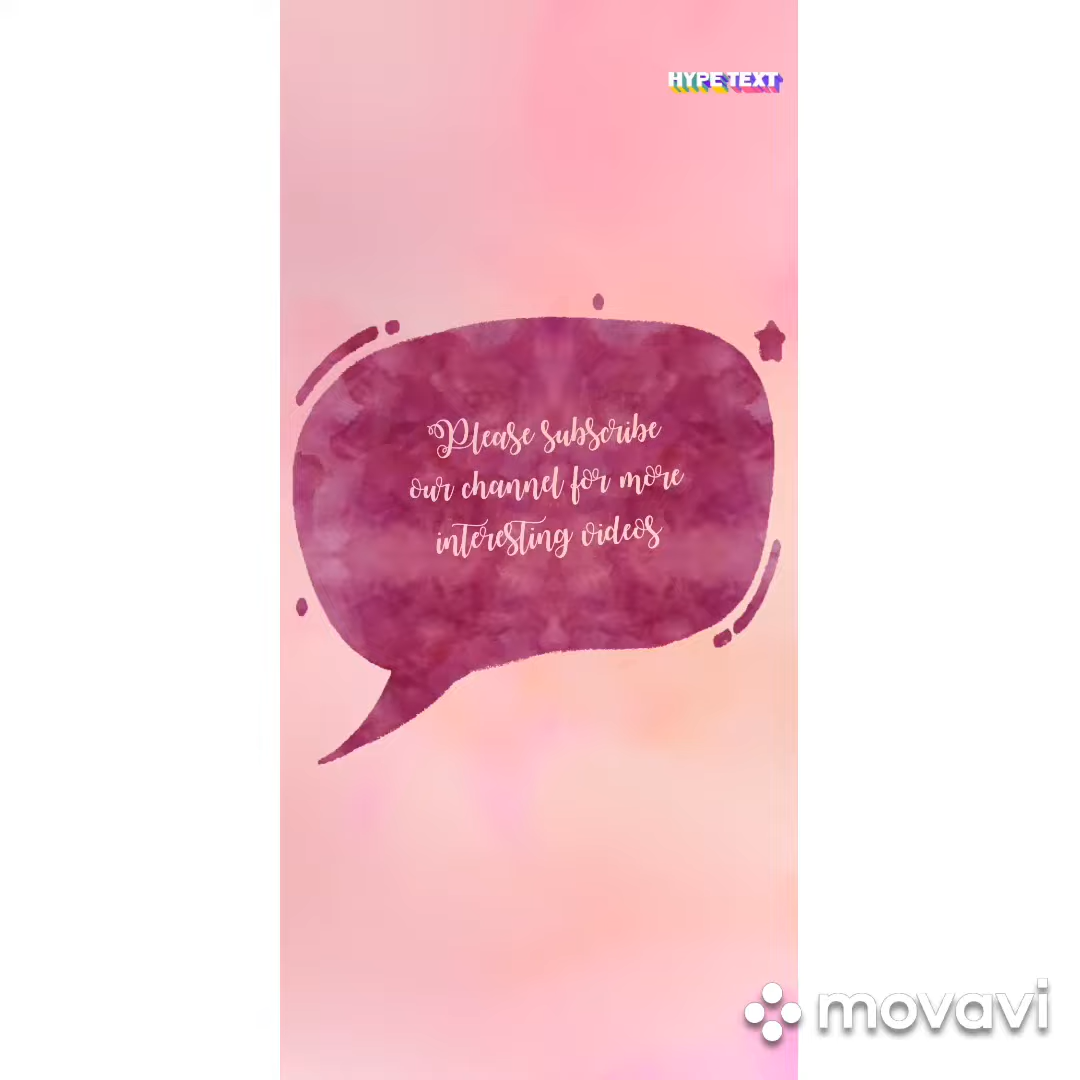 HYPE TEXT
Please subscribe
our channel for more
interesting videos
movavi